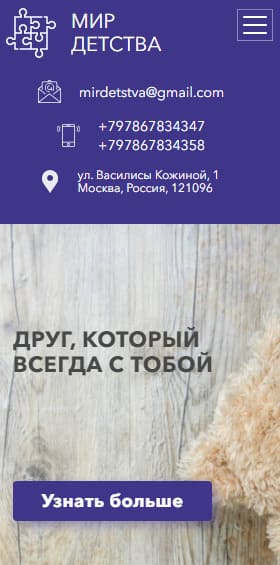 МИР
ДЕТСТВА
mirdetstva@gmail.com
+797867834347
+797867834358
ул. Василисы Кожиной, 1
Москва, Россия, 121096
ДРУГ, КОТОРЫЙ
ВСЕГДА С ТОБОЙ
Узнать больше